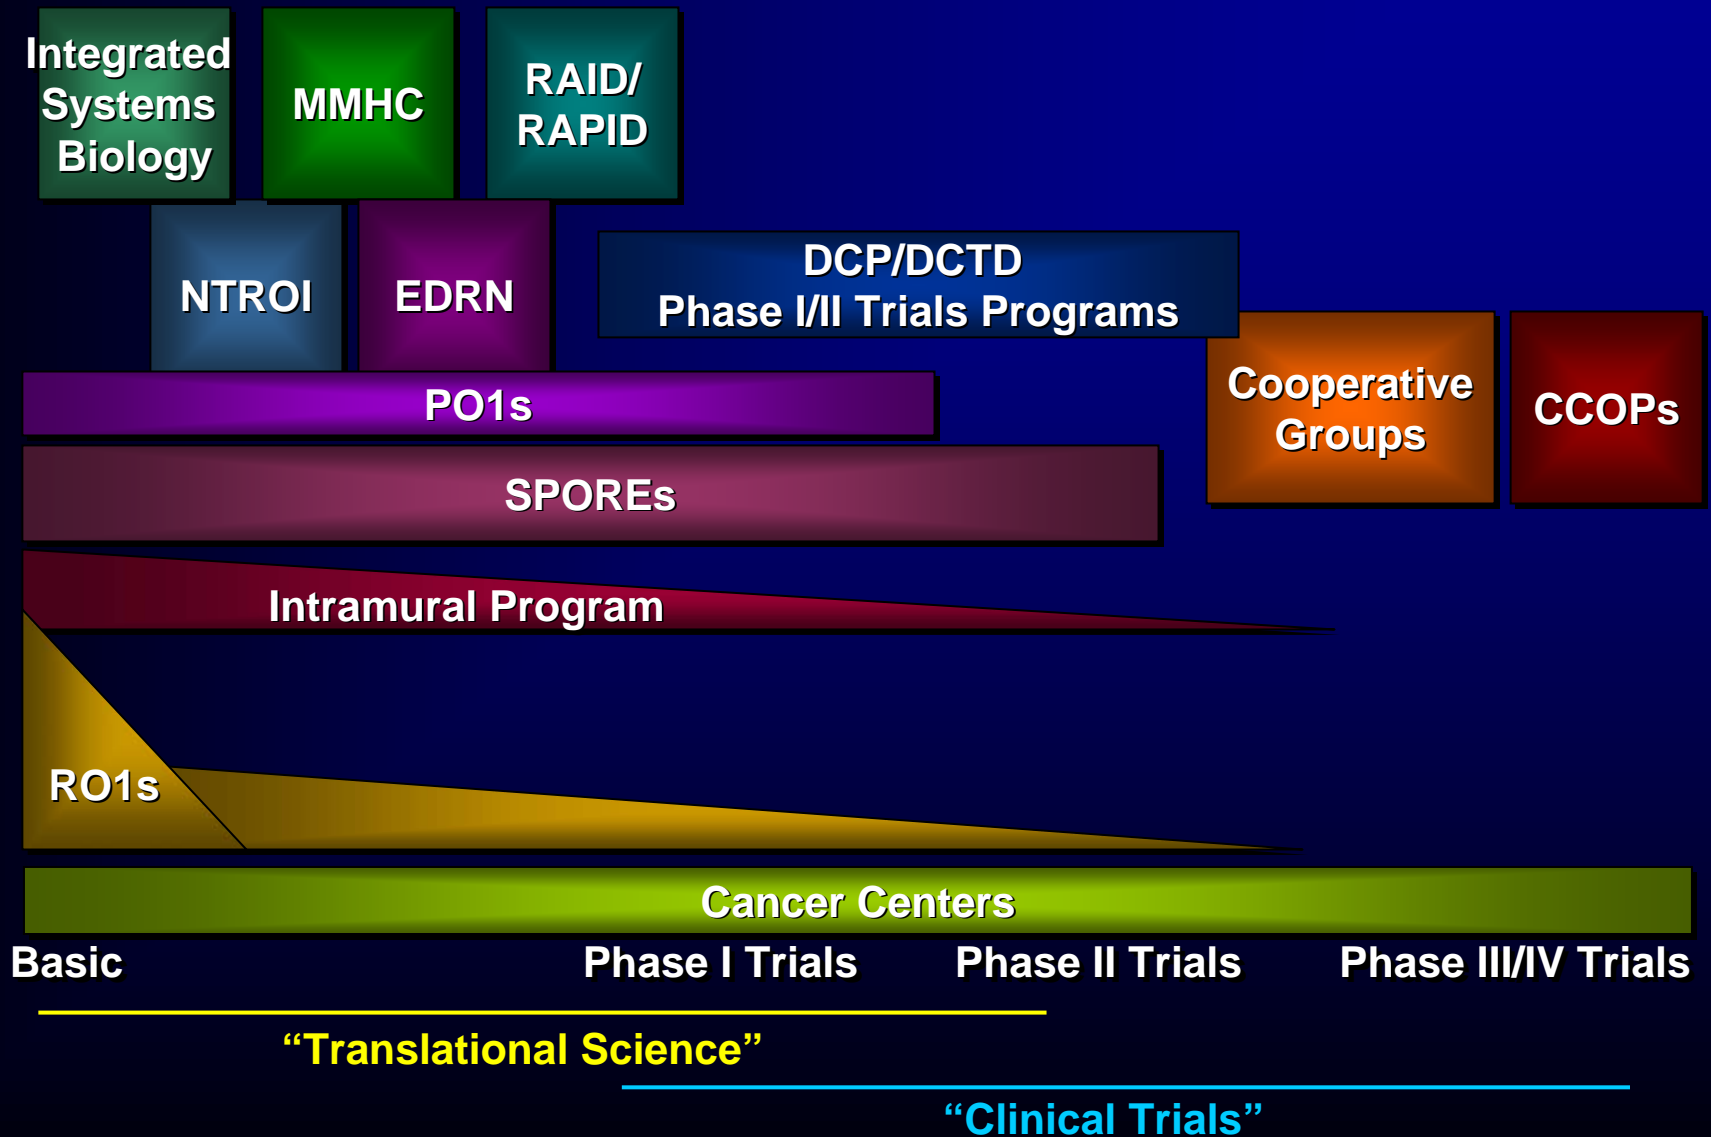 Integrated
Systems
Biology
MMHC
RAID/
RAPID
NTROI
EDRN
DCP/DCTD
Phase I/II Trials Programs
PO1s
Cooperative
Groups
CCOPs
SPOREs
Intramural Program
RO1s
Cancer Centers
Basic
Phase I Trials
Phase II Trials
Phase III/IV Trials
“Translational Science”
“Clinical Trials”